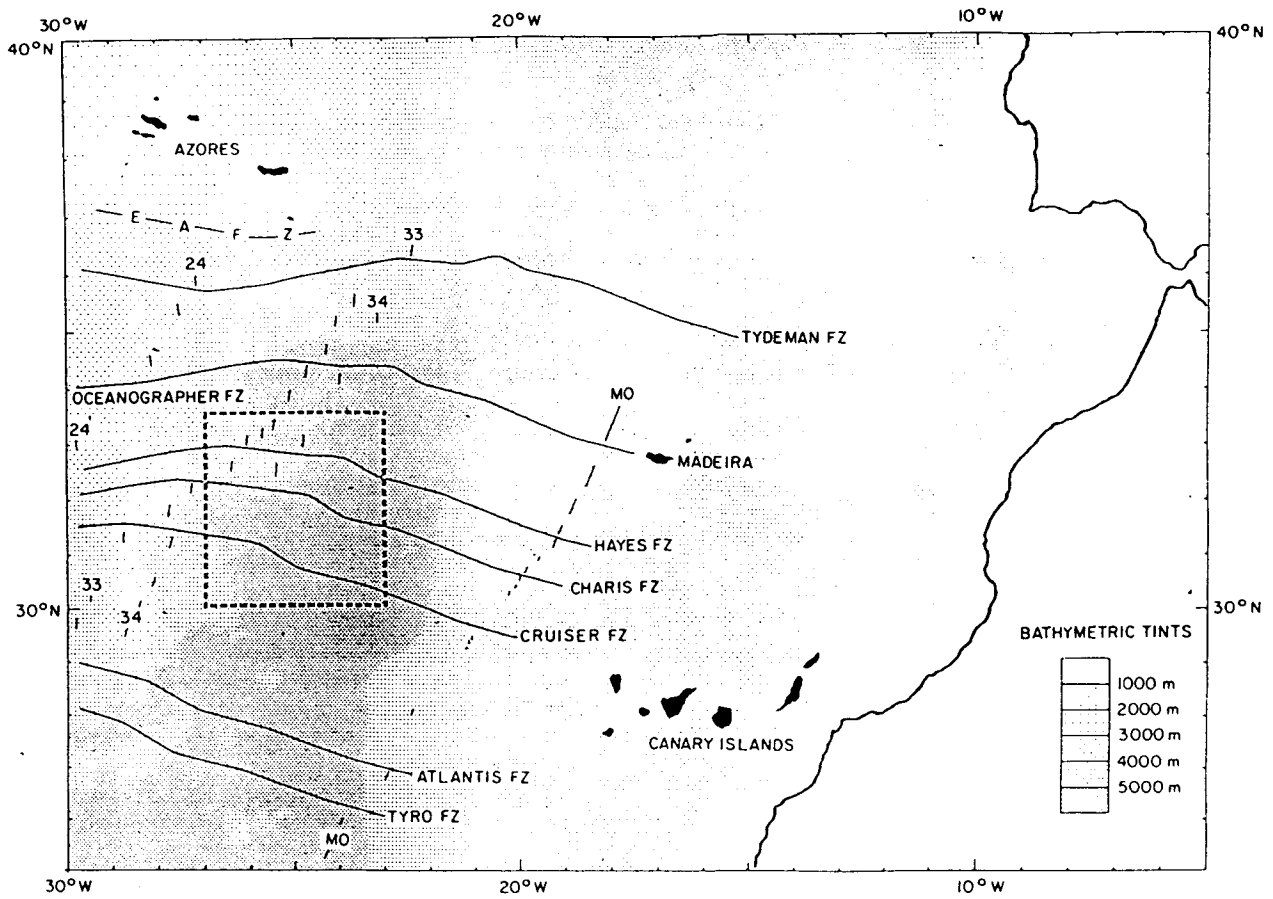 30°W
20°W
10°W
40°N
40°N
AZORES
E A F Z
33
24
34
TYDEMAN FZ
OCEANOGRAPHER FZ
MO
24
MADEIRA
HAYES FZ
CHARIS FZ
33
34
30°N
30°N
CRUISER FZ
BATHYMETRIC TINTS
1000 m
2000 m
3000 m
4000 m
5000 m
CANARY ISLANDS
ATLANTIS FZ
TYRO FZ
MO
30°W
20°W
10°W